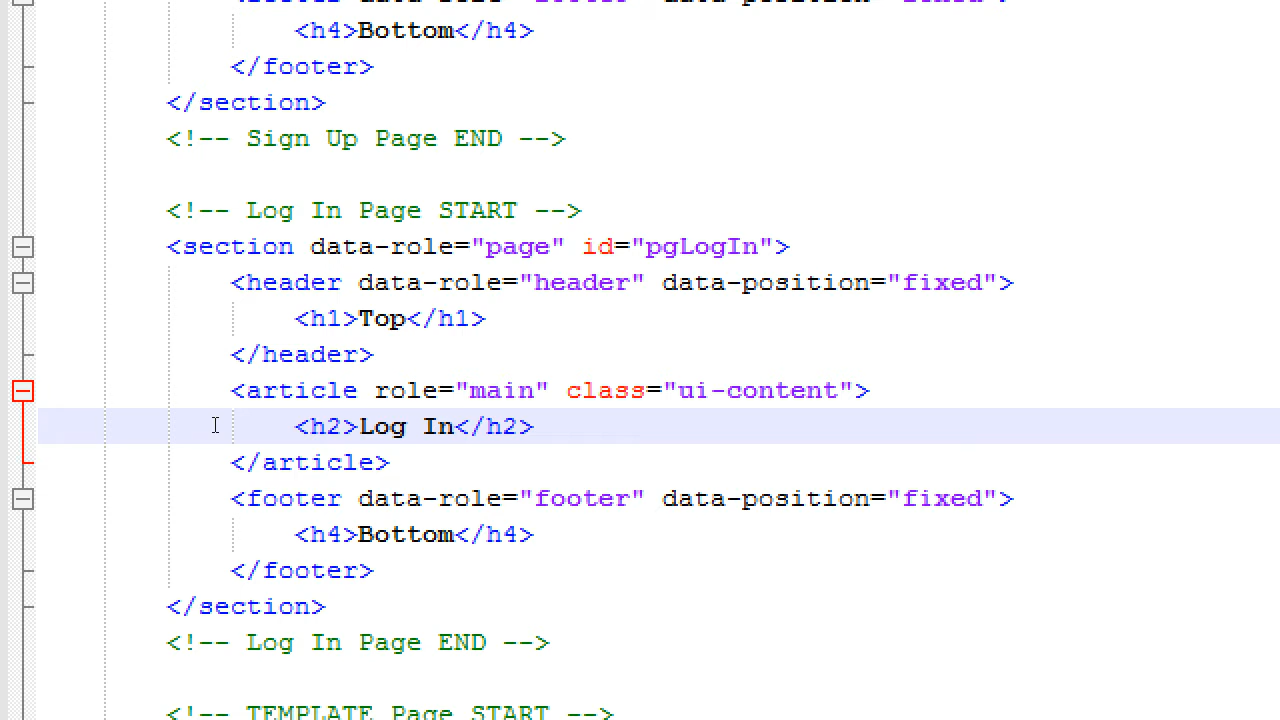 <h4>Bottom</h4>
</footer>
</section>
<!-- Sign Up Page END -->
<!-- Log In Page START -->
<section data-role="page" id="pgLogIn">
<header data-role="header" data-position="fixed">
<h1>Top</h1>
</header>
<article role="main" class="ui-content">
<h2>Log In</h2>
</article>
<footer data-role="footer" data-position="fixed">
<h4>Bottom</h4>
</footer>
</section>
<!-- Log In Page END -->
<!-- TEMPLATE Page START -->